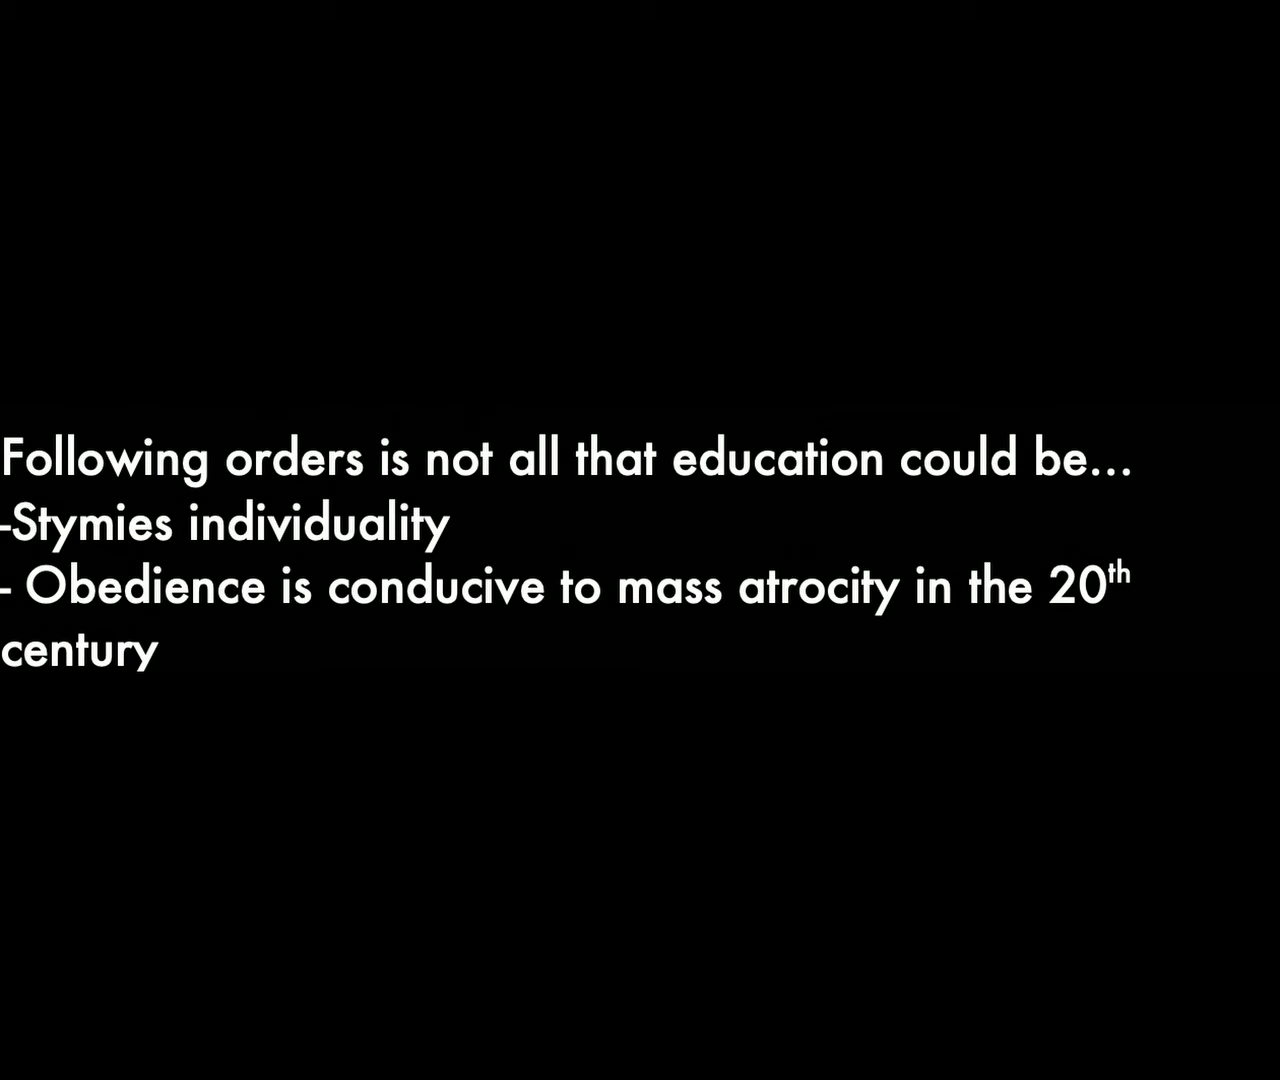 Following orders is not all that education could be...
-Stymies individuality
- Obedience is conducive to mass atrocity in the 20th
century